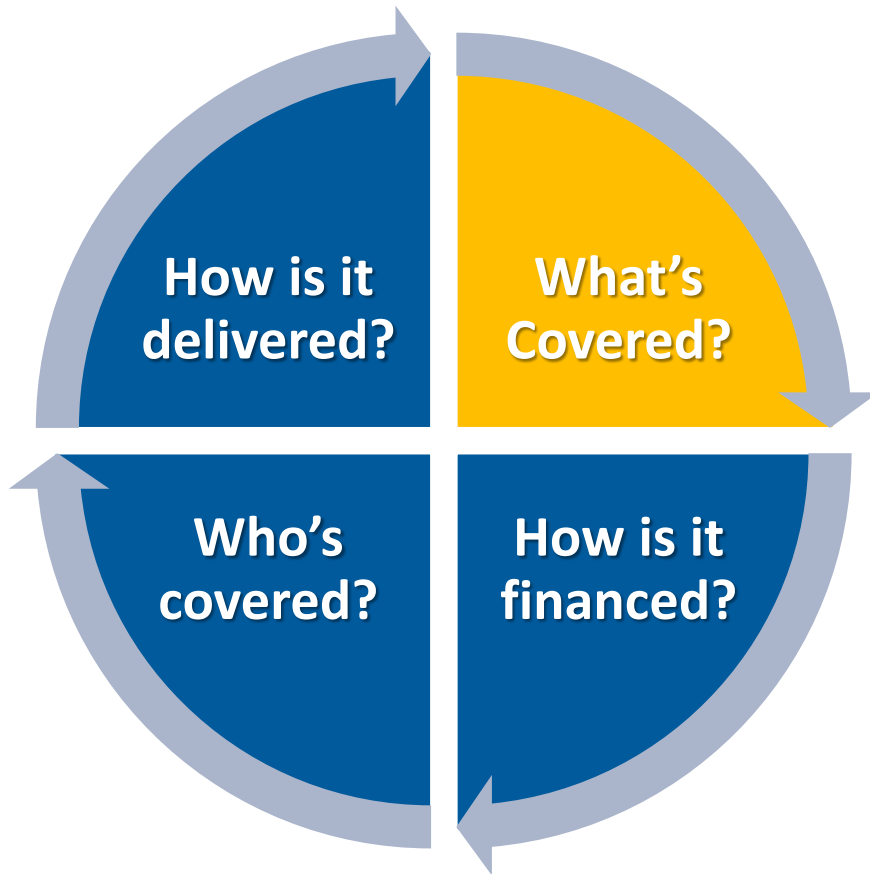 How is it
delivered?
What’s
Covered?
Who’s
covered?
How is it
financed?